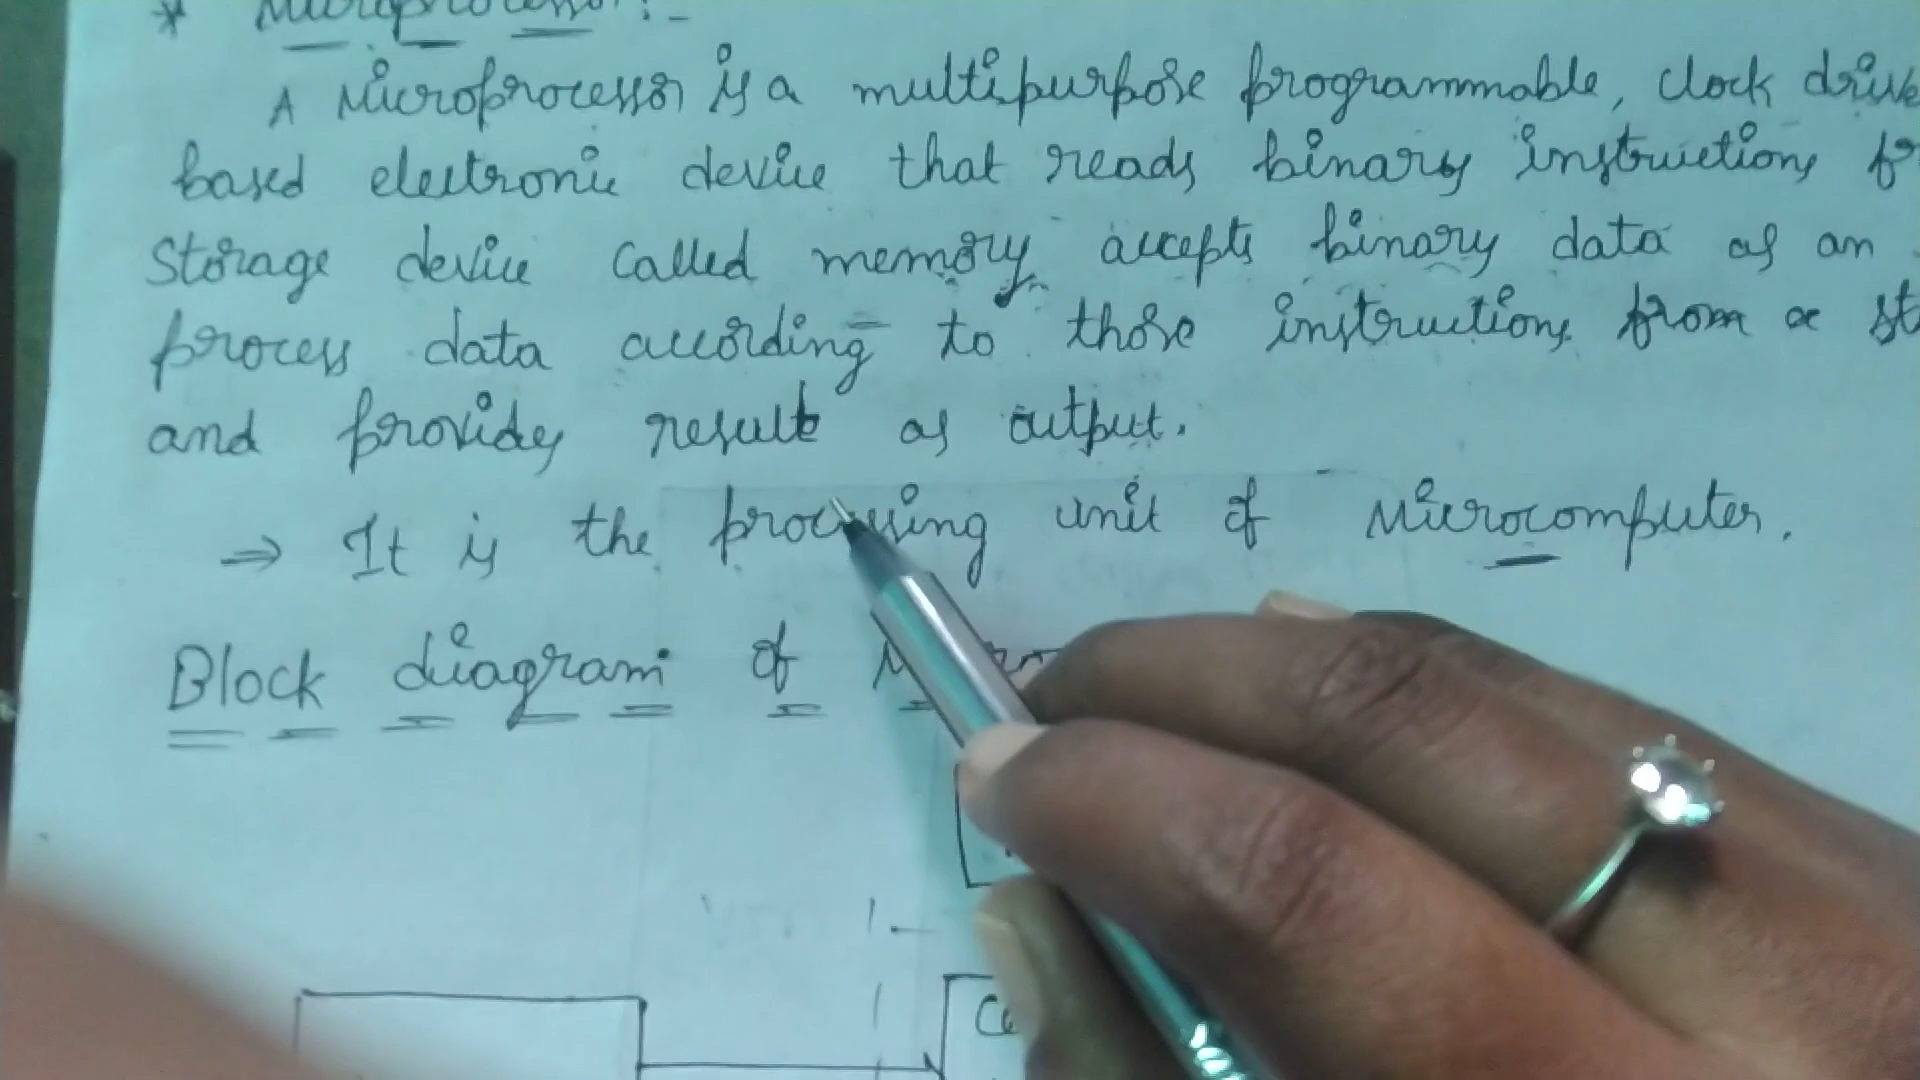 * Microprocessor :-
A Microprocessor is a multipurpose programmable, clock
based electronic device that reads binary instructions
storage device called memory accepts binary data as an
process data according to those instructions from a
and provides result as output.
⇒ It is the processing unit of Microcomputer.
Block diagram of